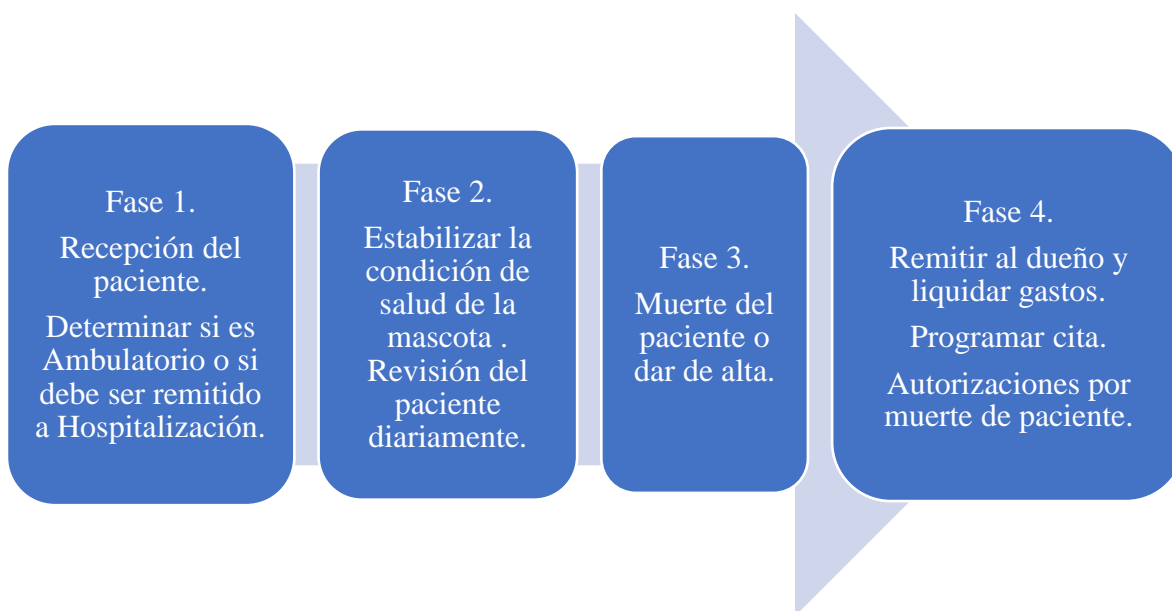 Fase 1.
Recepción del
paciente.
Determinar si es
Ambulatorio o si
debe ser remitido
a Hospitalización.
Fase 2.
Estabilizar la
condición de
salud de la
mascota .
Revisión del
paciente
diariamente.
Fase 3.
Muerte del
paciente o
dar de alta.
Fase 4.
Remitir al dueño y
liquidar gastos.
Programar cita.
Autorizaciones por
muerte de paciente.